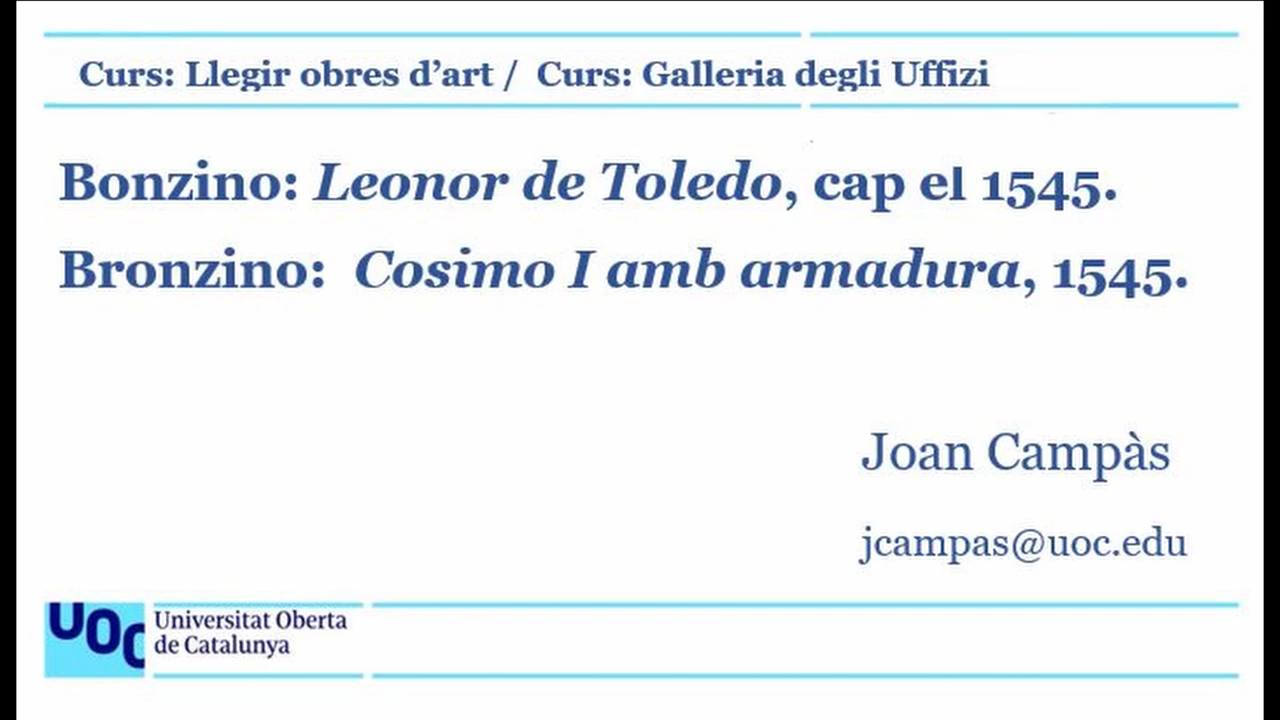 Curs: Llegir obres d’art / Curs: Galleria degli Uffizi
Bonzino: Leonor de Toledo, cap el 1545.
Bronzino: Cosimo I amb armadura, 1545.
Joan Campàs
jcampas@uoc.edu
UOC
Universitat Oberta
de Catalunya